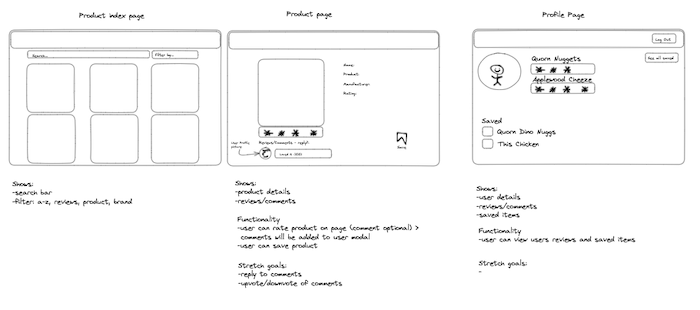 Product index page
Search...
Filter by...
Shows:
-search bar
-filter: a-z, reviews, product, brand
Product page
Name:
Product:
Manufacturer:
Rating:
Reviews/Comments - reply?
User Profile
picture
Save
Shows:
-product details
-reviews/comments
Functionality
-user can rate product on page (comment optional) >
comments will be added to user modal
-user can save product
Stretch goals:
-reply to comments
-upvote/downvote of comments
Profile Page
Log Out
See all saved
Quorn Nuggets
Applewood Cheeze
Saved
Quorn Dino Nuggs
This Chicken
Shows:
-user details
-reviews/comments
-saved items
Functionality
-user can view users reviews and saved items
Stretch goals:
-